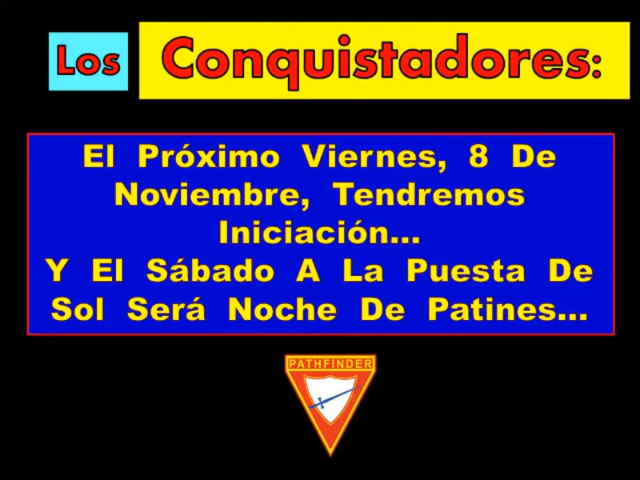 Los Conquistadores:
El Próximo Viernes, 8 De
Noviembre, Tendremos
Iniciación...
Y El Sábado A La Puesta De
Sol Será Noche De Patines...
PATHFINDER